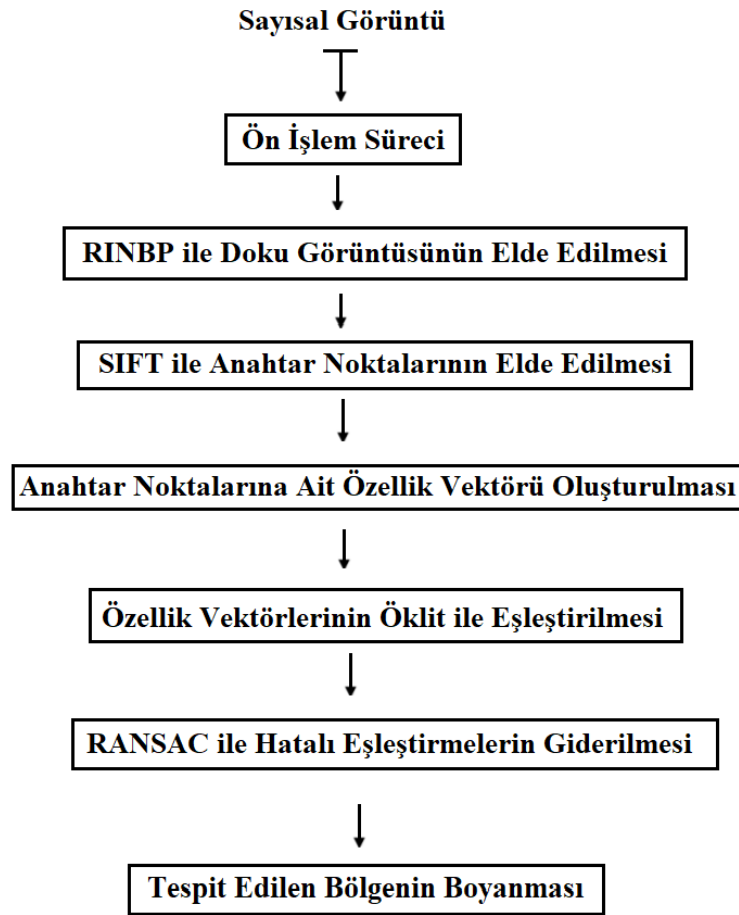 Sayısal Görüntü
Ön İşlem Süreci
RINBP ile Doku Görüntüsünün Elde Edilmesi
SIFT ile Anahtar Noktalarının Elde Edilmesi
Anahtar Noktalarına Ait Özellik Vektörü Oluşturulması
Özellik Vektörlerinin Öklit ile Eşleştirilmesi
RANSAC ile Hatalı Eşleştirmelerin Giderilmesi
Tespit Edilen Bölgenin Boyanması